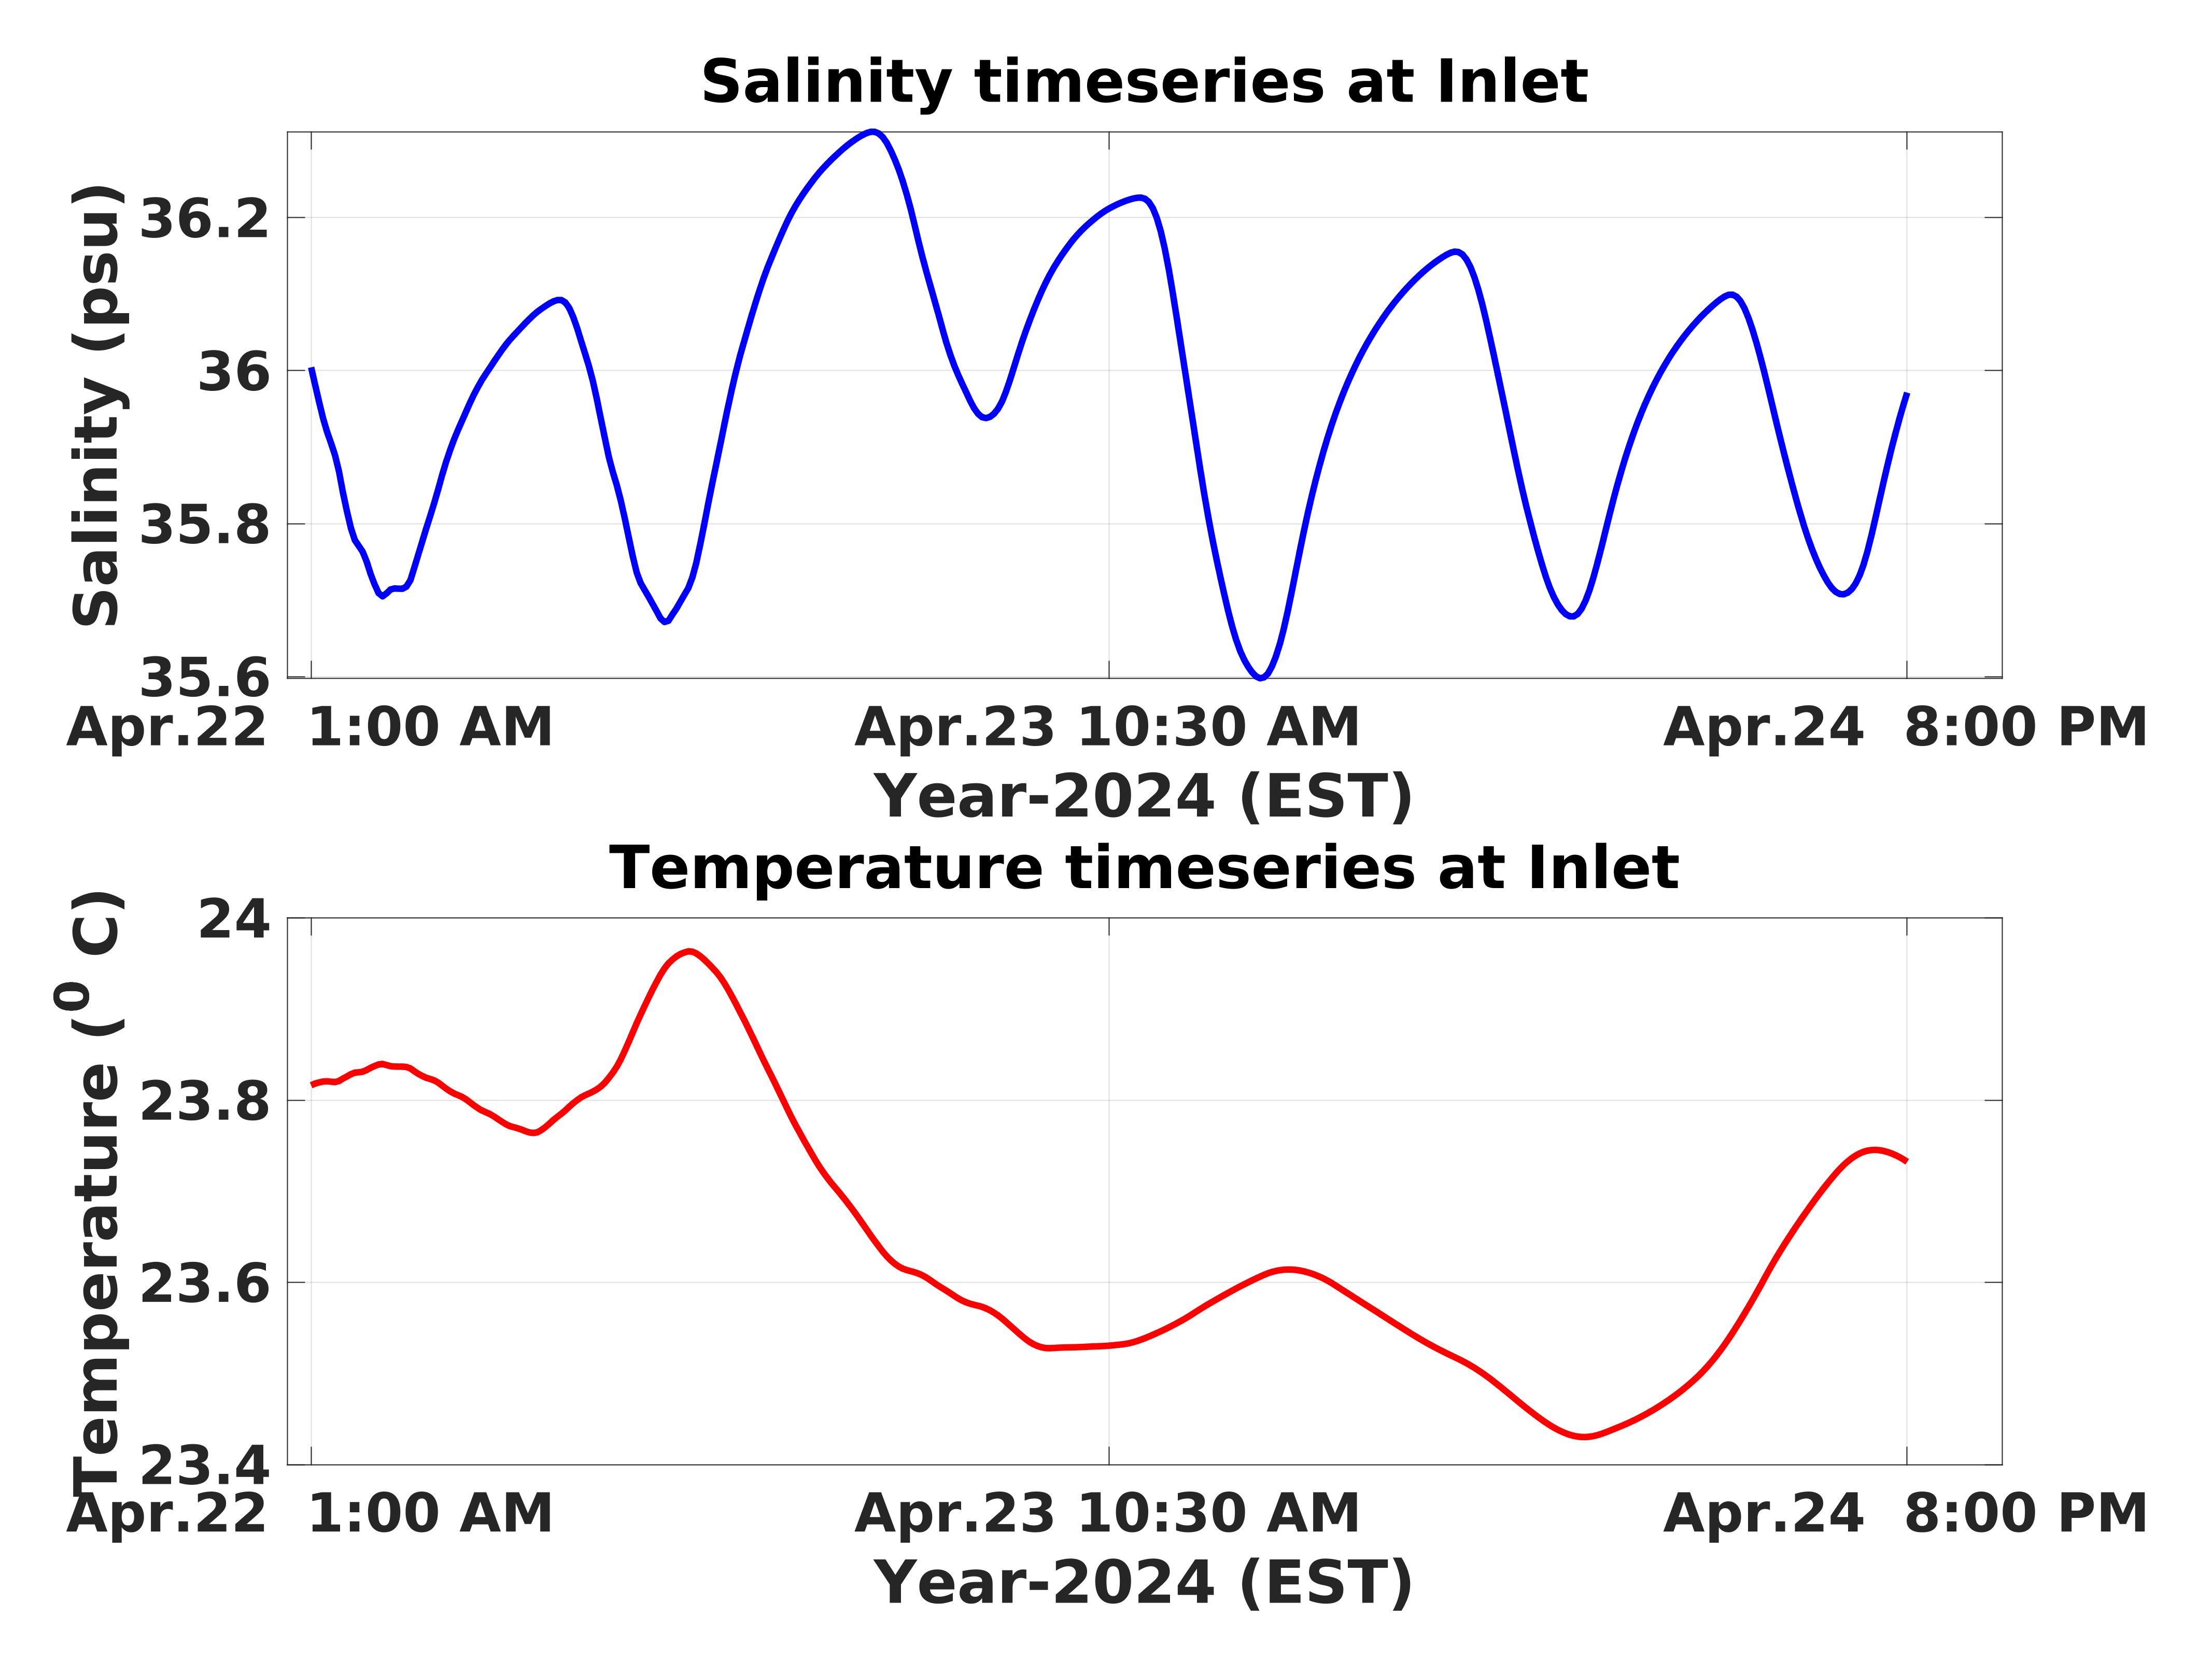 Salinity timeseries at Inlet
Salinity (psu)
36.2
36
35.8
35.6
Apr.22 1:00 AM Apr.23 10:30 AM Apr.24 8:00 PM
Year-2024 (EST)
Temperature timeseries at Inlet
Temperature (⁰ C)
24
23.8
23.6
23.4
Apr.22 1:00 AM Apr.23 10:30 AM Apr.24 8:00 PM
Year-2024 (EST)